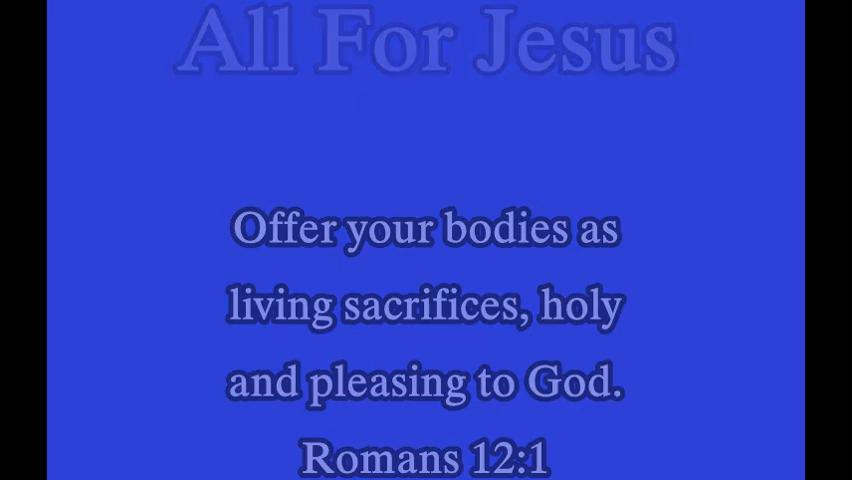 All For Jesus
Offer your bodies as
living sacrifices, holy
and pleasing to God.
Romans 12:1